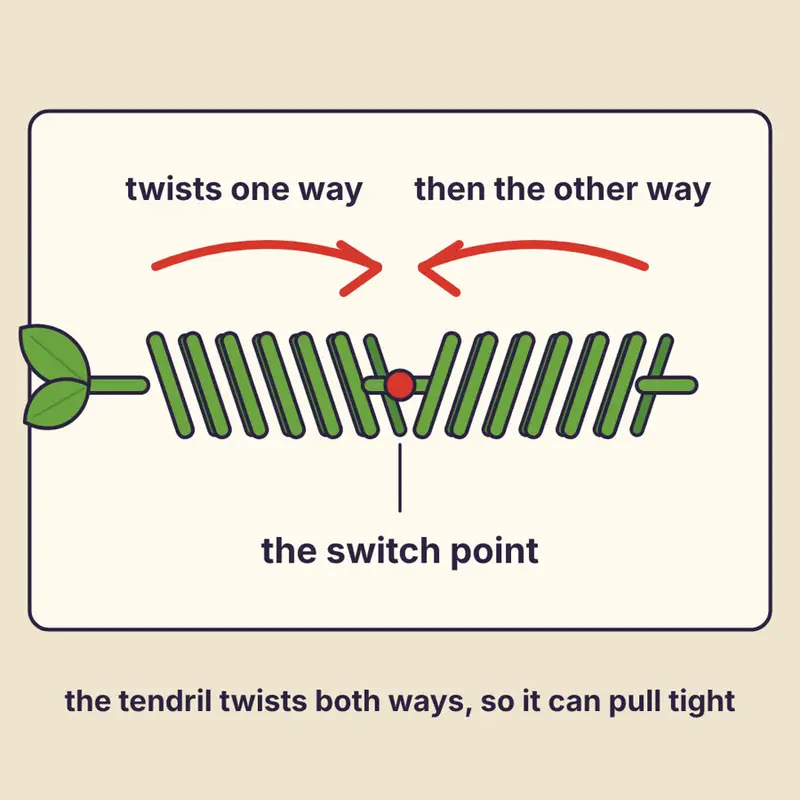 twists one way
then the other way
the switch point
the tendril twists both ways, so it can pull tight